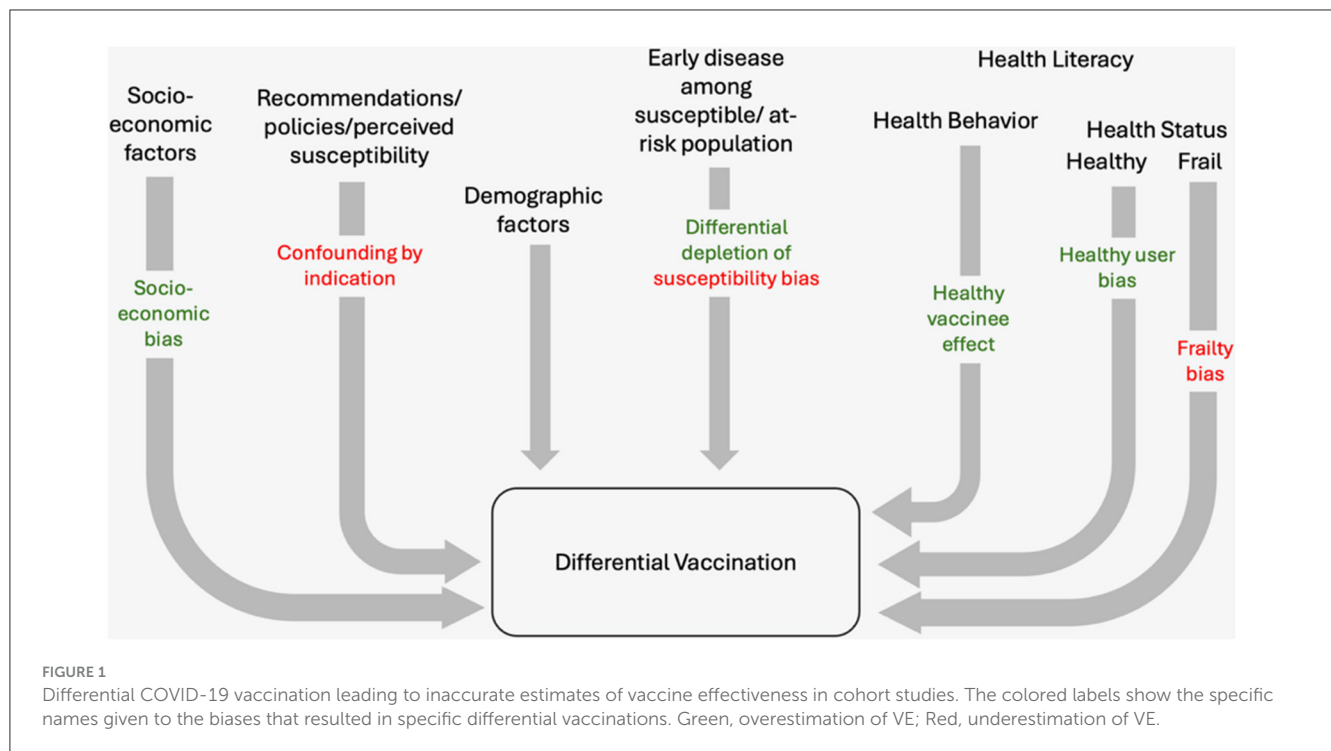 Socio-
economic
factors
Recommendations/
policies/perceived
susceptibility
Demographic
factors
Early disease
among
susceptible/ at-
risk population
Health Literacy
Health Behavior
Health Status
Healthy Frail
Socio-
economic
bias
Confounding by
indication
Differential
depletion of
susceptibility bias
Healthy
vaccinee
effect
Healthy user
bias
Frailty
bias
Differential Vaccination
FIGURE 1
Differential COVID-19 vaccination leading to inaccurate estimates of vaccine effectiveness in cohort studies. The colored labels show the specific
names given to the biases that resulted in specific differential vaccinations. Green, overestimation of VE; Red, underestimation of VE.